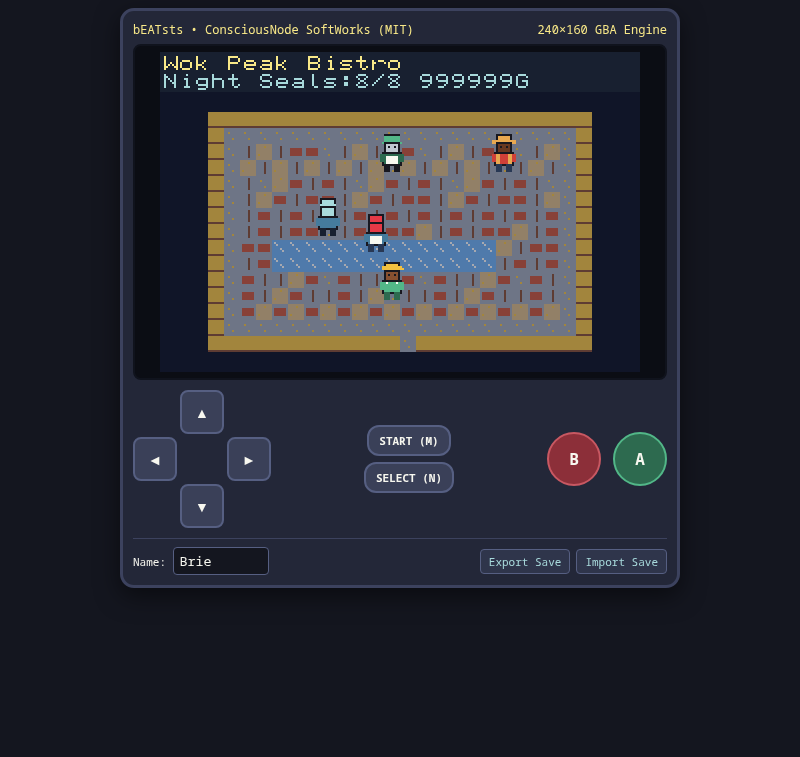 bEATsts • ConsciousNode SoftWorks (MIT)
240×160 GBA Engine
Wok Peak Bistro
Night Seals:8/8 999999G
START (M)
SELECT (N)
B
A
Name: Brie
Export Save
Import Save